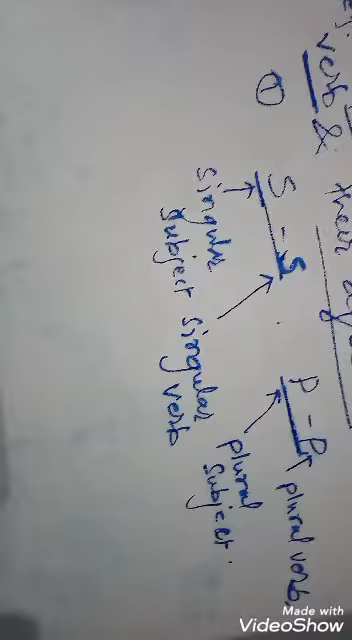 verb & their
① S - S P - P
singular subject
singular verb
plural subject.
plural verb.
Made with
VideoShow